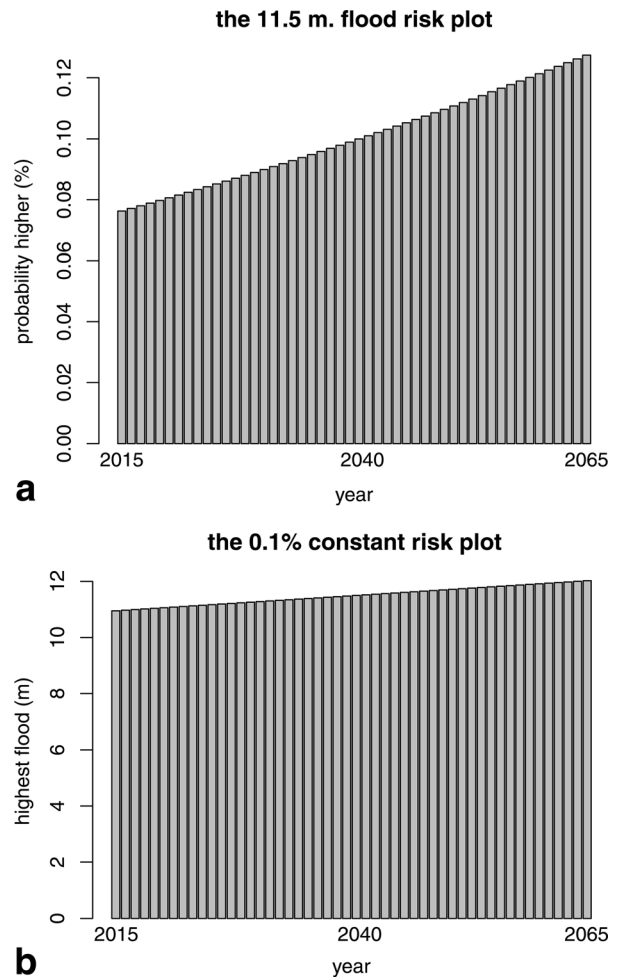 the 11.5 m. flood risk plot
probability higher (%)
0.12
0.10
0.08
0.06
0.04
0.02
0.00
2015 2040 2065
year
a
the 0.1% constant risk plot
highest flood (m)
12
10
8
6
4
2
0
2015 2040 2065
year
b